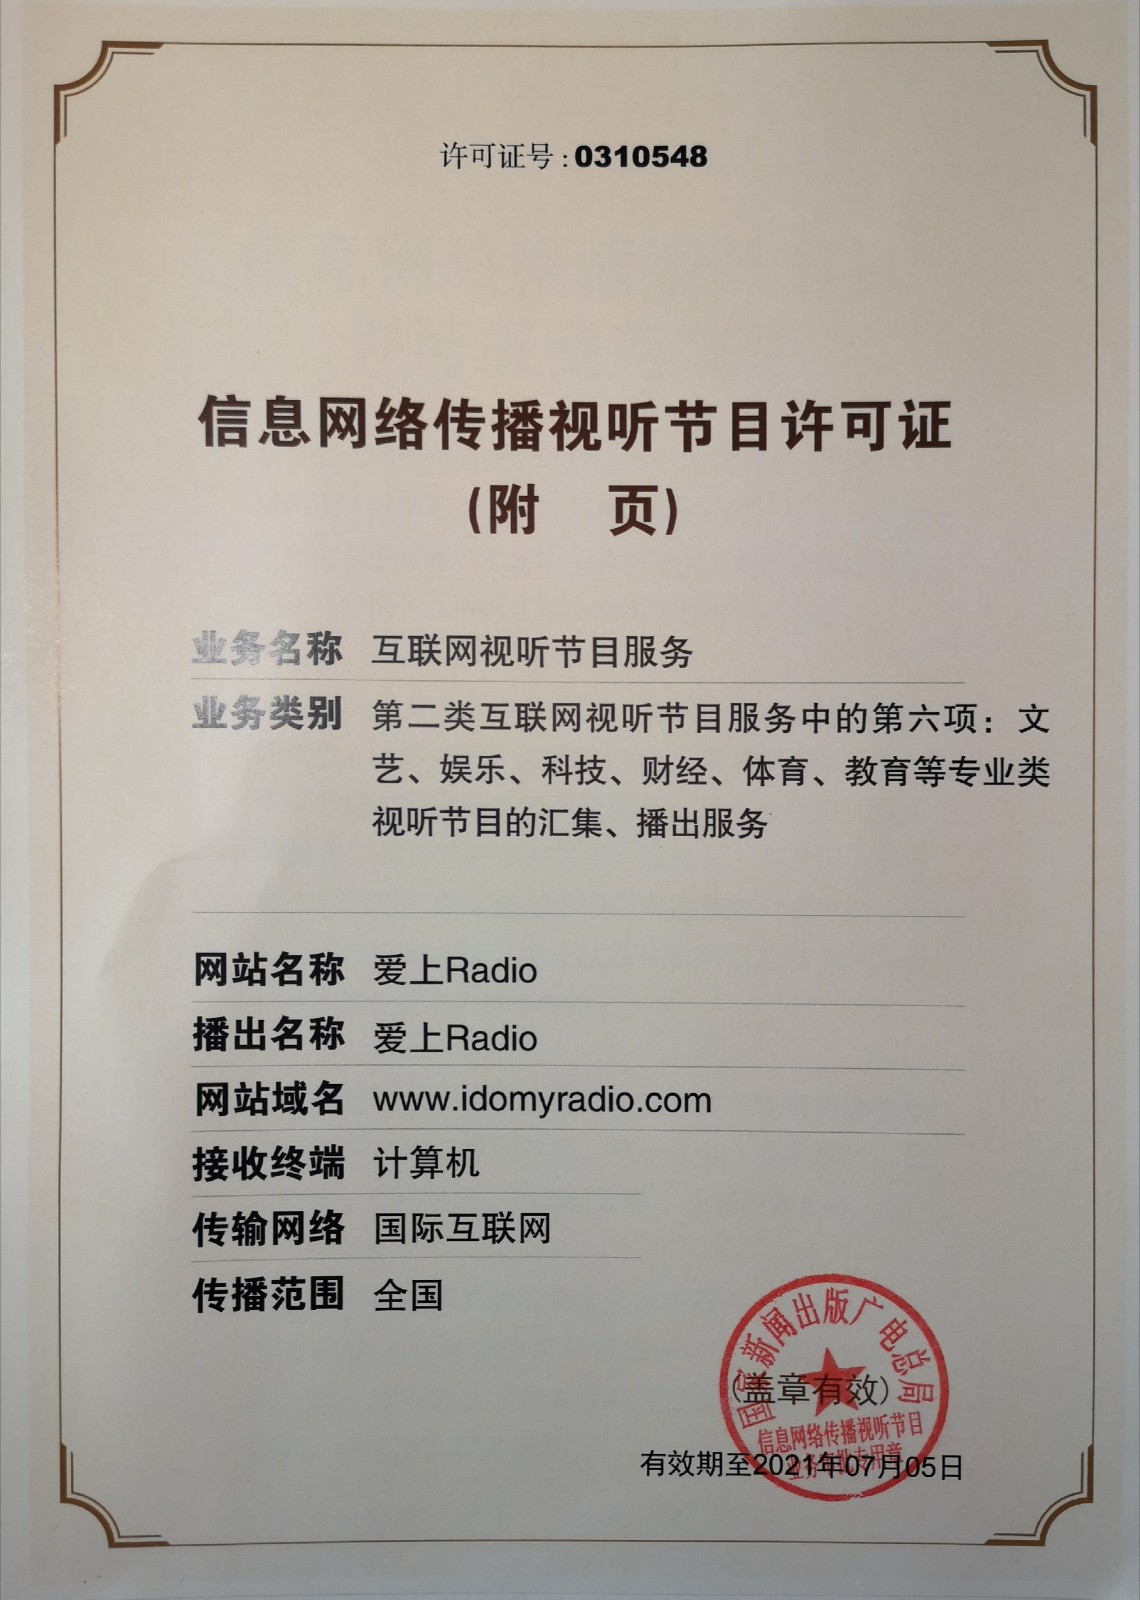 许可证号:0310548
信息网络传播视听节目许可证
(附 页)
业务名称 互联网视听节目服务
业务类别 第二类互联网视听节目服务中的第六项：文
艺、娱乐、科技、财经、体育、教育等专业类
视听节目的汇集、播出服务
网站名称 爱上Radio
播出名称 爱上Radio
网站域名 www.idomyradio.com
接收终端 计算机
传输网络 国际互联网
传播范围 全国
国家新闻出版广电总局
(盖章有效)
信息网络传播视听节目
业务审批专用章
有效期至2021年07月05日